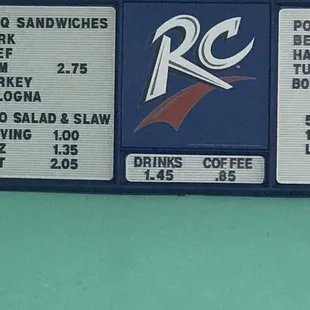 Q SANDWICHES
RK
EF
M 2.75
RKEY
LOGNA
O SALAD & SLAW
VING 1.00
Z 1.35
T 2.05
RC
DRINKS COFFEE
1.45 .85
PO
BE
HA
TU
BO